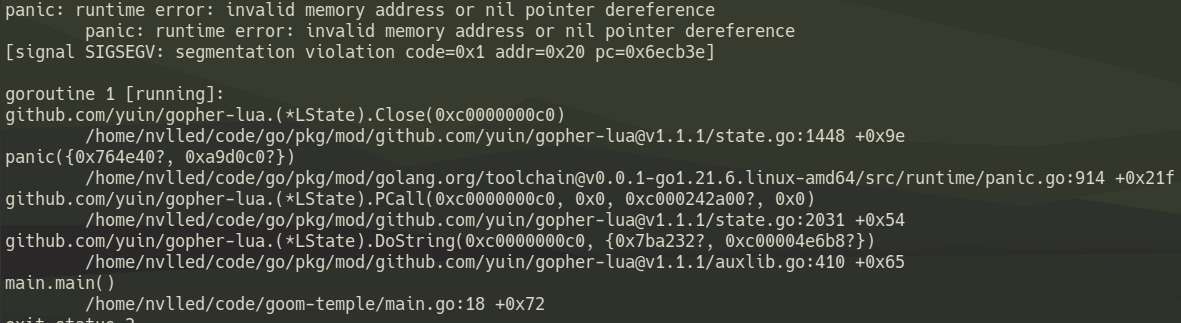 panic: runtime error: invalid memory address or nil pointer dereference
        panic: runtime error: invalid memory address or nil pointer dereference
[signal SIGSEGV: segmentation violation code=0x1 addr=0x20 pc=0x6ecb3e]

goroutine 1 [running]:
github.com/yuin/gopher-lua.(*LState).Close(0xc0000000c0)
        /home/nvlled/code/go/pkg/mod/github.com/yuin/gopher-lua@v1.1.1/state.go:1448 +0x9e
panic({0x764e40?, 0xa9d0c0?})
        /home/nvlled/code/go/pkg/mod/golang.org/toolchain@v0.0.1-go1.21.6.linux-amd64/src/runtime/panic.go:914 +0x21f
github.com/yuin/gopher-lua.(*LState).PCall(0xc0000000c0, 0x0, 0xc000242a00?, 0x0)
        /home/nvlled/code/go/pkg/mod/github.com/yuin/gopher-lua@v1.1.1/state.go:2031 +0x54
github.com/yuin/gopher-lua.(*LState).DoString(0xc0000000c0, {0x7ba232?, 0xc00004e6b8?})
        /home/nvlled/code/go/pkg/mod/github.com/yuin/gopher-lua@v1.1.1/auxlib.go:410 +0x65
main.main()
        /home/nvlled/code/goom-temple/main.go:18 +0x72
exit status 2